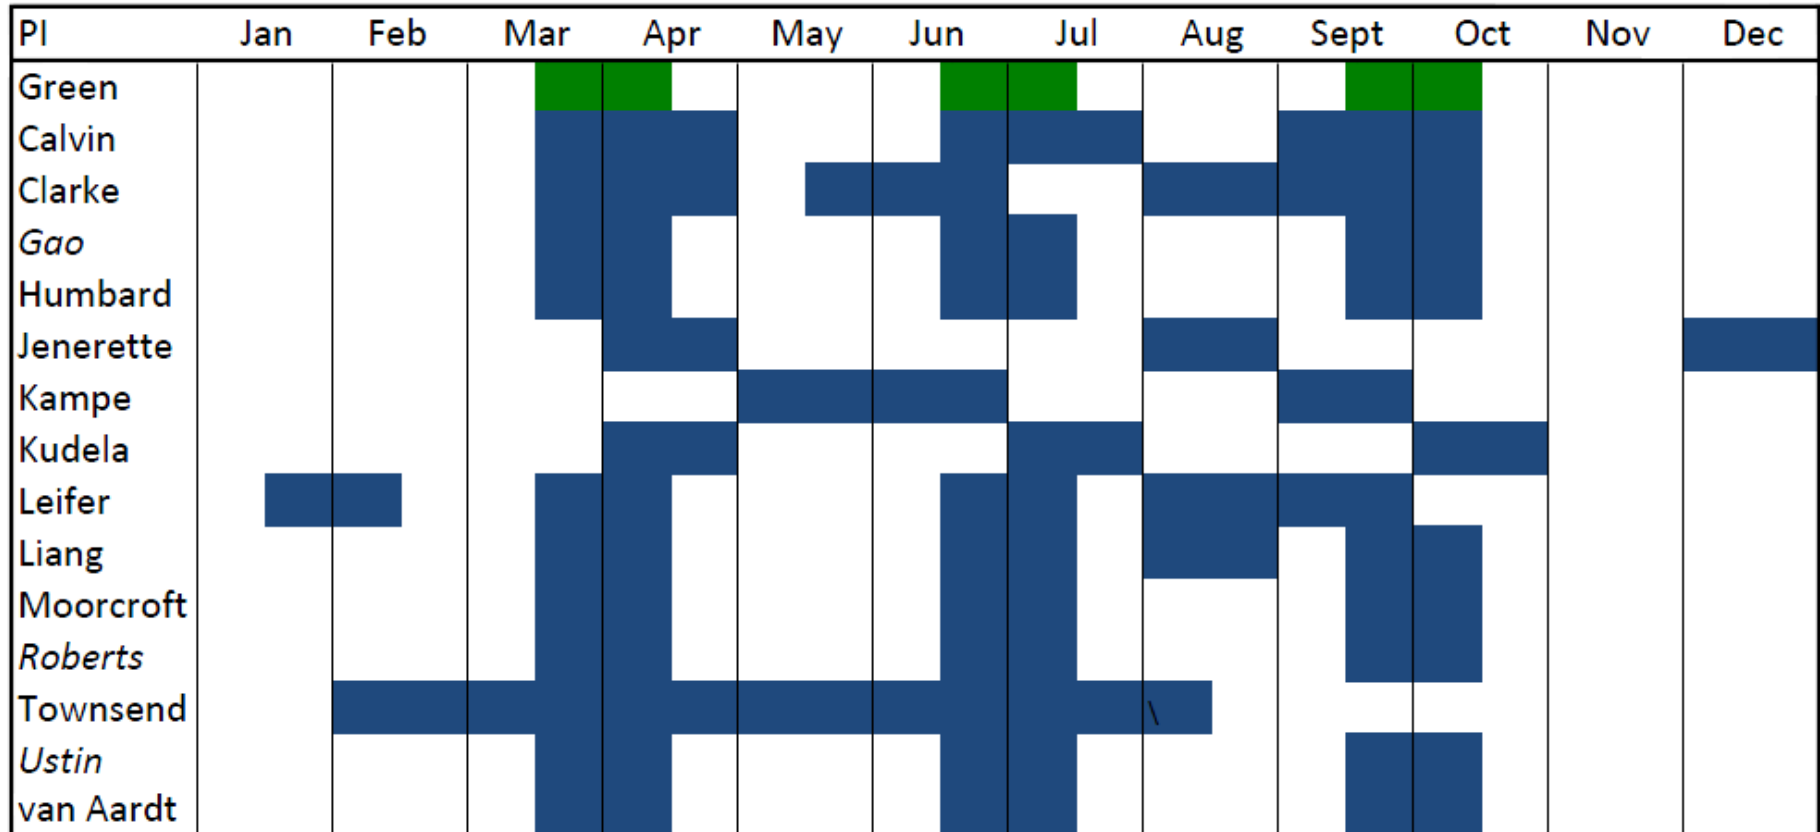 PI Jan Feb Mar Apr May Jun Jul Aug Sept Oct Nov Dec
Green
Calvin
Clarke
Gao
Humbard
Jenerette
Kampe
Kudela
Leifer
Liang
Moorcroft
Roberts
Townsend \
Ustin
van Aardt